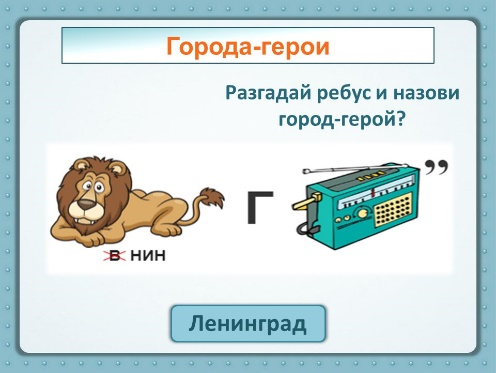 Города-герои
Разгадай ребус и назови
город-герой?
Г ,,
в нин
Ленинград